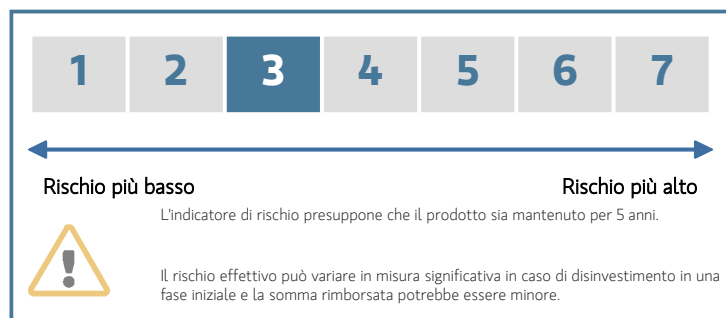 1 2 3 4 5 6 7
Rischio più basso Rischio più alto
L'indicatore di rischio presuppone che il prodotto sia mantenuto per 5 anni.
Il rischio effettivo può variare in misura significativa in caso di disinvestimento in una
fase iniziale e la somma rimborsata potrebbe essere minore.